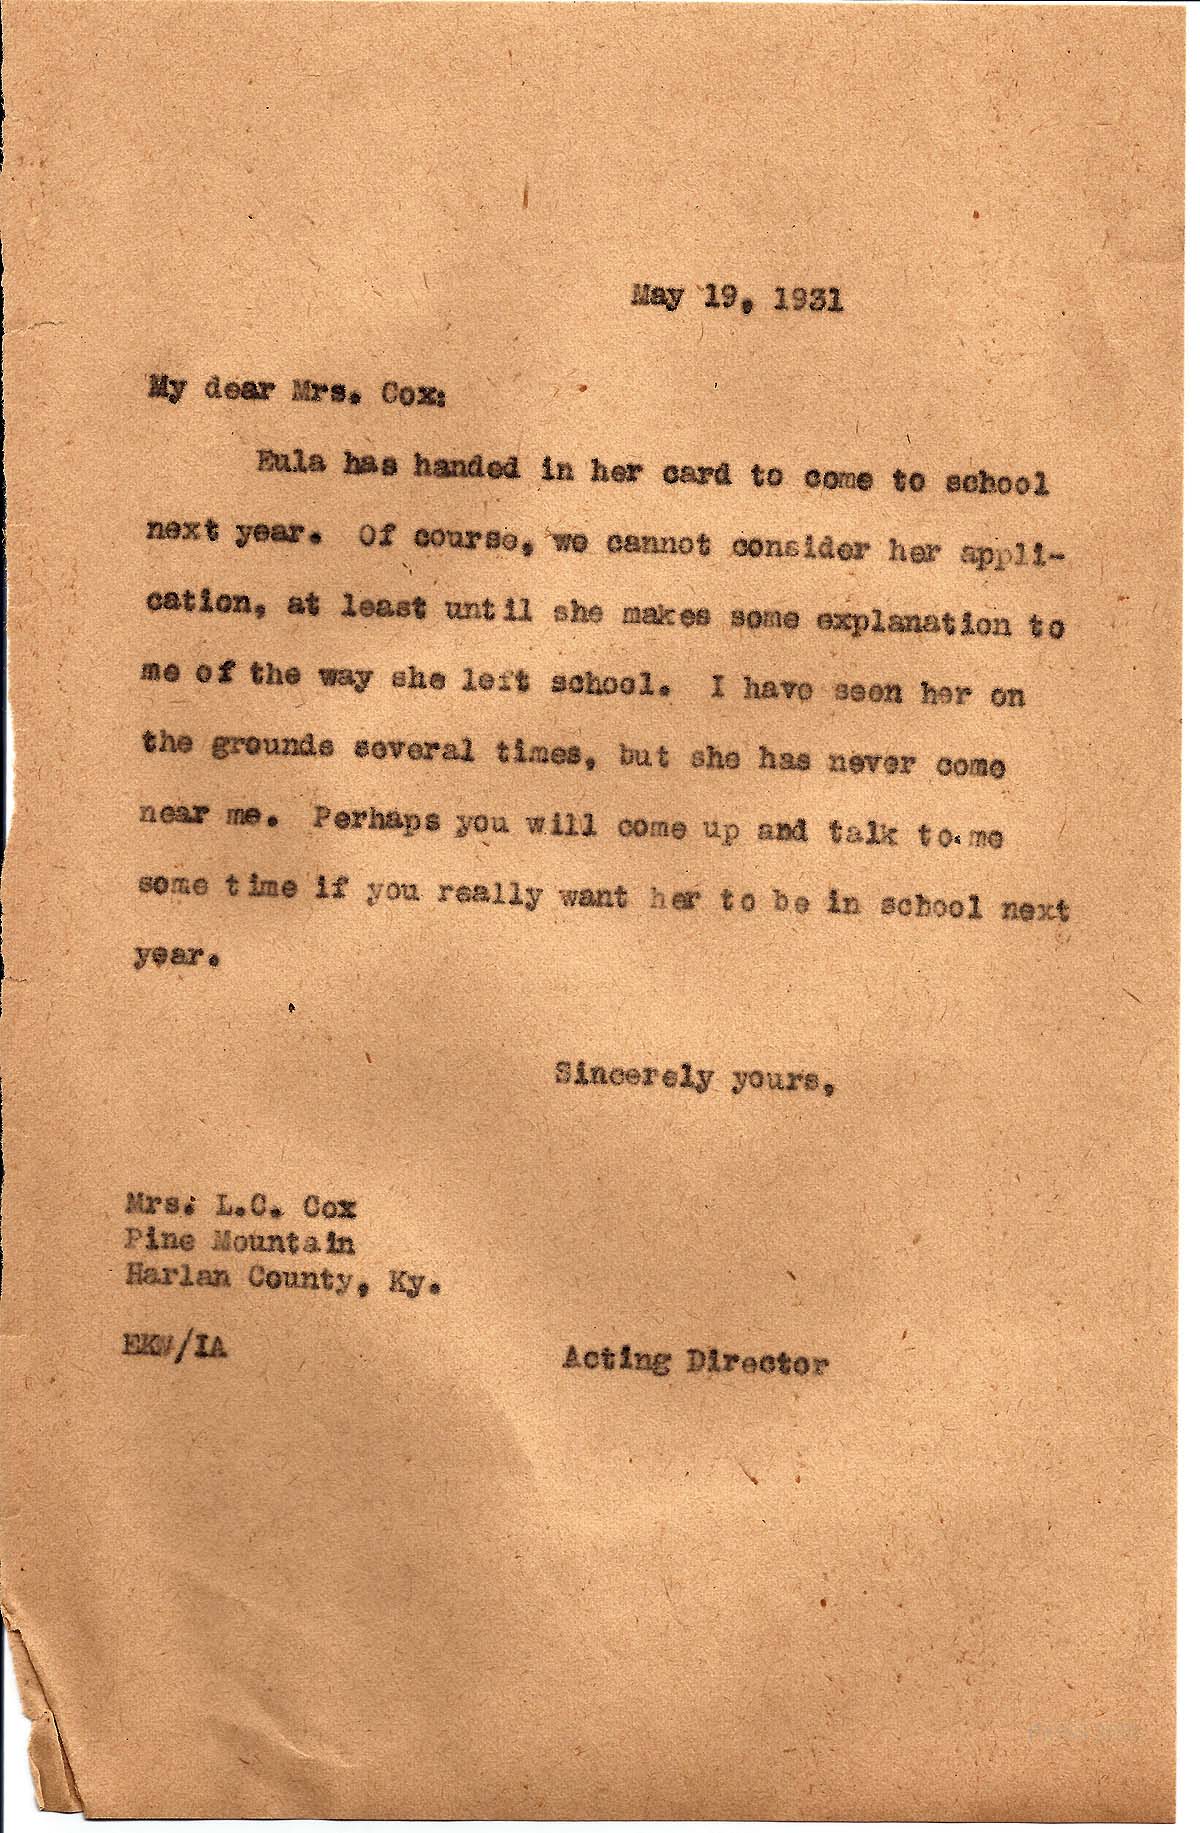 May 19, 1931
My dear Mrs. Cox:
Eula has handed in her card to come to school
next year. Of course, we cannot consider her appli-
cation, at least until she makes some explanation to
me of the way she left school. I have seen her on
the grounds several times, but she has never come
near me. Perhaps you will come up and talk to me
some time if you really want her to be in school next
year.
Sincerely yours,
Mrs. L.C. Cox
Pine Mountain
Harlan County, Ky.
EKW/IA
Acting Director